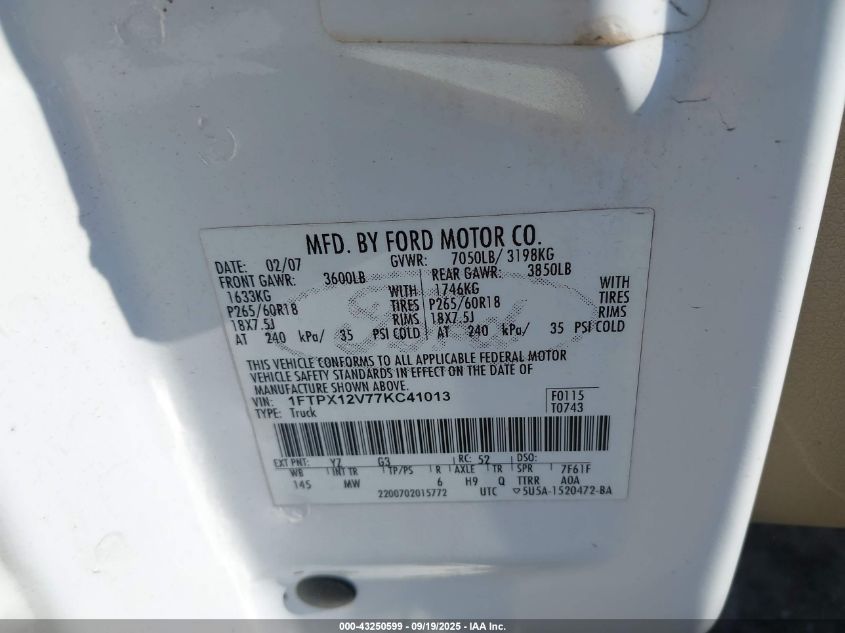 MFD. BY FORD MOTOR CO.
DATE: 02/07 GVWR: 7050LB/ 3198KG
FRONT GAWR: 3600LB REAR GAWR: 3850LB
1633KG WITH 1746KG WITH
P265/60R18 TIRES P265/60R18 TIRES
18X7.5J RIMS 18X7.5J RIMS
AT 240 kPa/ 35 PSI COLD AT 240 kPa/ 35 PSI COLD
THIS VEHICLE CONFORMS TO ALL APPLICABLE FEDERAL MOTOR
VEHICLE SAFETY STANDARDS IN EFFECT ON THE DATE OF
MANUFACTURE SHOWN ABOVE.
VIN: 1FTPX12V77KC41013 F0115
TYPE: Truck T0743
EXT PNT: YZ G3 RC: 52 DSO:
WB INT TR TP/PS R AXLE TR SPR 7F61F
145 MW 6 H9 Q TTRR A0A
2200702015772 UTC ▽5U5A-1520472-BA
Ford
000-43250599 - 09/19/2025 - IAA Inc.